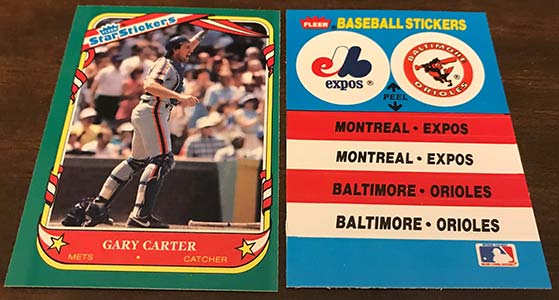 Fleer
Star Stickers
GARY CARTER
METS • CATCHER
FLEER BASEBALL STICKERS
expos®
BALTIMORE
ORIOLES
®
PEEL
MONTREAL • EXPOS
MONTREAL • EXPOS
BALTIMORE • ORIOLES
BALTIMORE • ORIOLES